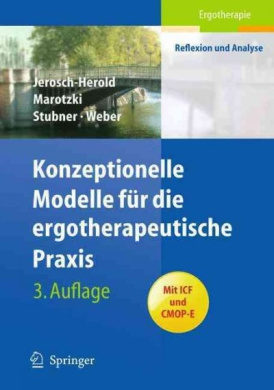 Ergotherapie
Reflexion und Analyse
Jerosch-Herold
Marotzki
Stubner · Weber
Konzeptionelle
Modelle für die
ergotherapeutische
Praxis
3. Auflage
Mit ICF
und
CMOP-E
Springer